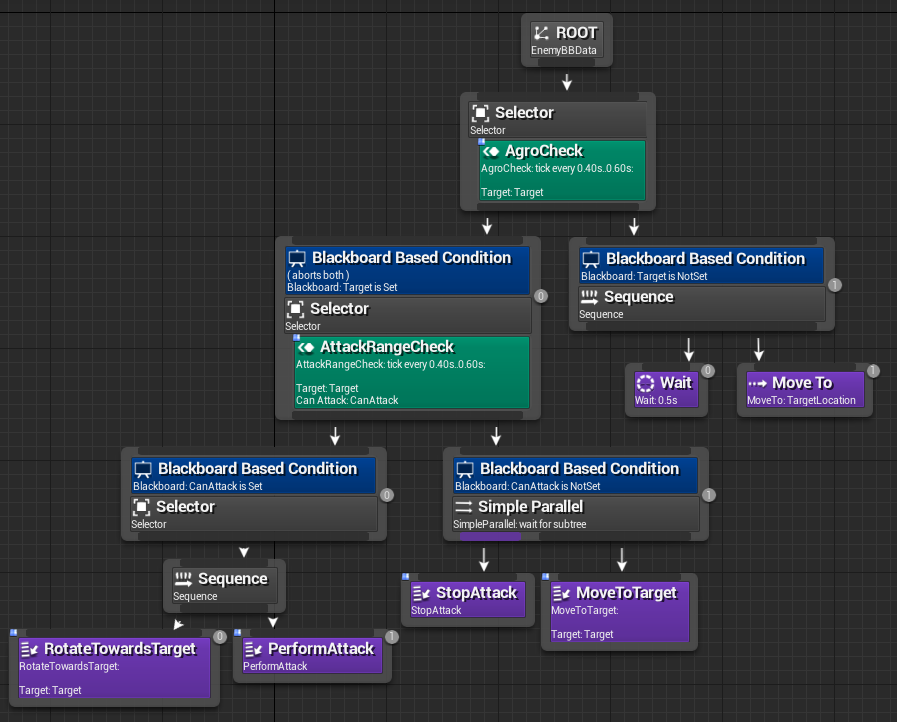 ROOT
EnemyBBData
Selector
Selector
AgroCheck
AgroCheck: tick every 0.40s..0.60s:
Target: Target
Blackboard Based Condition
( aborts both )
Blackboard: Target is Set
Selector
Selector
AttackRangeCheck
AttackRangeCheck: tick every 0.40s..0.60s:
Target: Target
Can Attack: CanAttack
0
Blackboard Based Condition
Blackboard: Target is NotSet
Sequence
Sequence
1
Wait
Wait: 0.5s
0
Move To
MoveTo: TargetLocation
1
Blackboard Based Condition
Blackboard: CanAttack is Set
Selector
Selector
0
Blackboard Based Condition
Blackboard: CanAttack is NotSet
Simple Parallel
SimpleParallel: wait for subtree
1
Sequence
Sequence
StopAttack
StopAttack
MoveToTarget
MoveToTarget:
Target: Target
RotateTowardsTarget
RotateTowardsTarget:
Target: Target
0
PerformAttack
PerformAttack
1